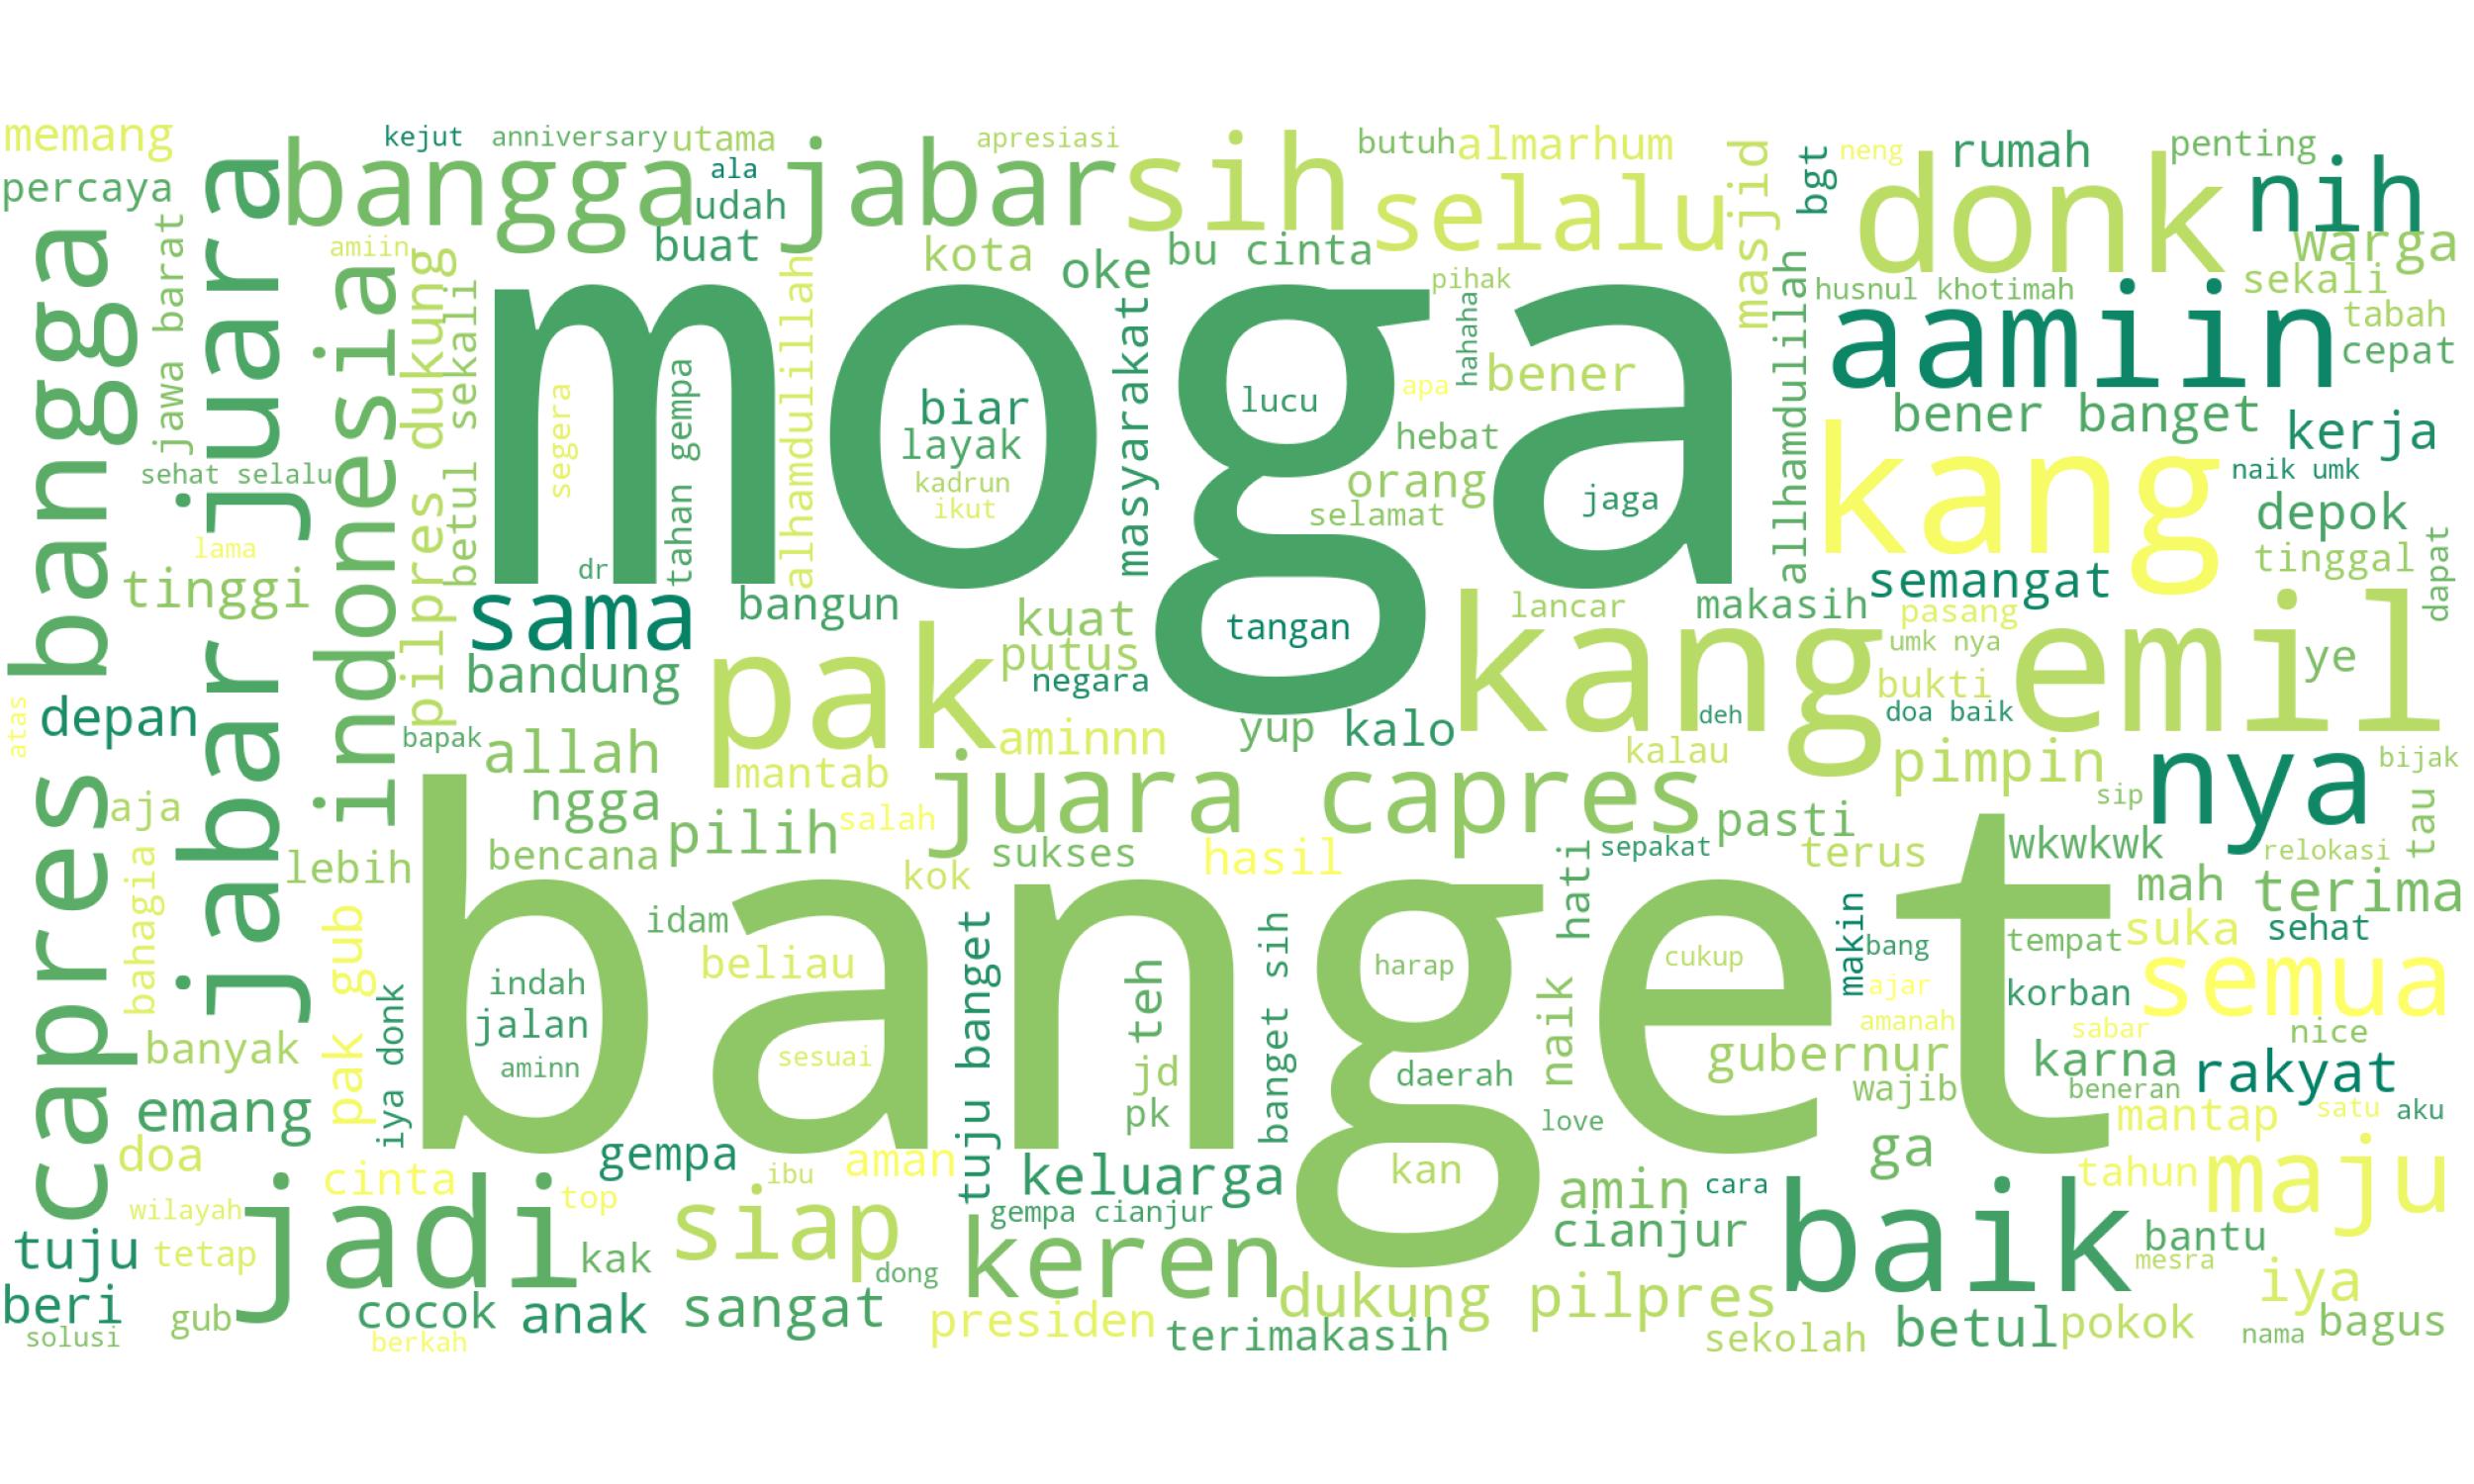 memang
kejut
anniversary
utama
apresiasi
butuh
almarhum
masjid
neng
rumah
penting
percaya
bangga
jabar
sih
ala
udah
selalu
bgt
donk
nih
capres bangga
jawa barat
jabar juara
amiin
indonesia
pilpres dukung
betul sekali
buat
alhamdulillah
kota
oke
bu cinta
pihak
allhamdulilah
husnul khotimah
warga
sekali
moga
masyarakat
hahaha
aamiin
tabah
cepat
segera
tahan gempa
biar
layak
kadrun
ikut
lucu
apa
bener
hebat
orang
selamat
jaga
bener banget
kerja
kang
naik umk
depok
sehat selalu
lama
tinggi
dr
tinggal
dapat
sama
bangun
kuat
lancar
makasih
semangat
pasang
bandung
pak
putus
negara
tangan
kang emil
umk nya
bukti
doa baik
ye
atas
depan
bapak
allah
aminnn
yup
kalo
deh
kalau
pimpin
nya
bijak
mantab
juara capres
sip
tau
aja
ngga
pilih
salah
pasti
bahagia
lebih
bencana
kok
sukses
hasil
hati
sepakat
terus
wkwkwk
relokasi
mah
terima
banget
pak gub
iya donk
idam
beliau
indah
jalan
aminn
sesuai
tuju banget
teh
jd
pk
banget sih
harap
daerah
naik
cukup
makin
bang
ajar
amanah
tempat
suka
sehat
korban
semua
sabar
nice
banyak
gubernur
karna
rakyat
wajib
beneran
emang
love
mantap
satu
aku
doa
gempa
ibu
aman
kan
ga
cinta
top
keluarga
amin
cara
tahun
maju
wilayah
jadi
siap
gempa cianjur
cianjur
baik
bantu
tuju
tetap
kak
dong
keren
mesra
beri
gub
cocok
anak
sangat
dukung pilpres
iya
solusi
berkah
presiden
terimakasih
sekolah
betul
pokok
nama
bagus